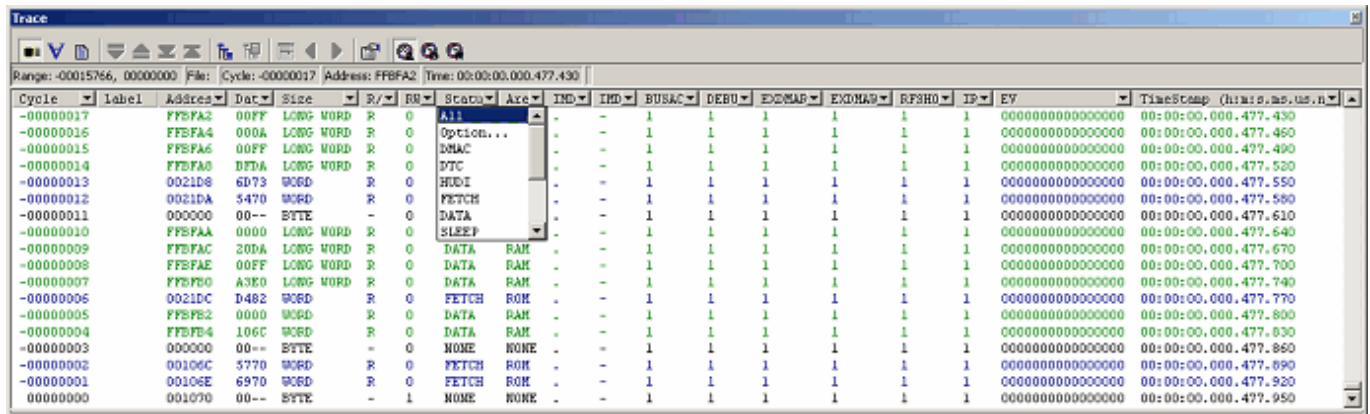 Trace
Range: -00015766, 00000000 File: Cycle: -00000017 Address: FFBFA2 Time: 00:00:00.000.477.430
Cycle Label Addres Dat Size R/ RW Statu Are IMD IMD BUSAC DEBU EXDMAR EXDMAB RFSHO IR EV TimeStamp (h:m:s.ms.us.n
-00000017 FFBFA2 00FF LONG WORD R 0 All . - 1 1 1 1 1 1 0000000000000000 00:00:00.000.477.430
-00000016 FFBFA4 000A LONG WORD R 0 Option... . - 1 1 1 1 1 1 0000000000000000 00:00:00.000.477.460
-00000015 FFBFA6 00FF LONG WORD R 0 DMAC . - 1 1 1 1 1 1 0000000000000000 00:00:00.000.477.490
-00000014 FFBFA8 BFDA LONG WORD R 0 DTC . - 1 1 1 1 1 1 0000000000000000 00:00:00.000.477.520
-00000013 0021D8 6D73 WORD R 0 HUDI . - 1 1 1 1 1 1 0000000000000000 00:00:00.000.477.550
-00000012 0021DA 5470 WORD R 0 FETCH . - 1 1 1 1 1 1 0000000000000000 00:00:00.000.477.580
-00000011 000000 00-- BYTE - 0 DATA . - 1 1 1 1 1 1 0000000000000000 00:00:00.000.477.610
-00000010 FFBFAA 0000 LONG WORD R 0 SLEEP . - 1 1 1 1 1 1 0000000000000000 00:00:00.000.477.640
-00000009 FFBFAC 20DA LONG WORD R 0 DATA RAM . - 1 1 1 1 1 1 0000000000000000 00:00:00.000.477.670
-00000008 FFBFAE 00FF LONG WORD R 0 DATA RAM . - 1 1 1 1 1 1 0000000000000000 00:00:00.000.477.700
-00000007 FFBFB0 A3E0 LONG WORD R 0 DATA RAM . - 1 1 1 1 1 1 0000000000000000 00:00:00.000.477.740
-00000006 0021DC D482 WORD R 0 FETCH ROM . - 1 1 1 1 1 1 0000000000000000 00:00:00.000.477.770
-00000005 FFBFB2 0000 WORD R 0 DATA RAM . - 1 1 1 1 1 1 0000000000000000 00:00:00.000.477.800
-00000004 FFBFB4 106C WORD R 0 DATA RAM . - 1 1 1 1 1 1 0000000000000000 00:00:00.000.477.830
-00000003 000000 00-- BYTE - 0 NONE NONE . - 1 1 1 1 1 1 0000000000000000 00:00:00.000.477.860
-00000002 00106C 5770 WORD R 0 FETCH ROM . - 1 1 1 1 1 1 0000000000000000 00:00:00.000.477.890
-00000001 00106E 6970 WORD R 0 FETCH ROM . - 1 1 1 1 1 1 0000000000000000 00:00:00.000.477.920
00000000 001070 00-- BYTE - 1 NONE NONE . - 1 1 1 1 1 1 0000000000000000 00:00:00.000.477.950